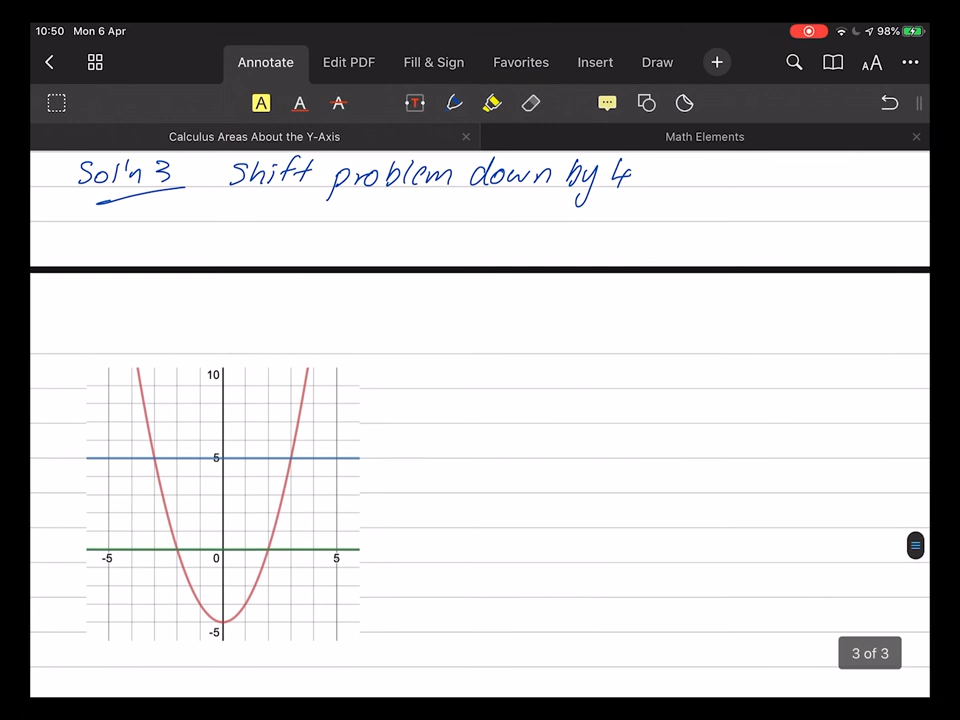 10:50 Mon 6 Apr
98%
Annotate Edit PDF Fill & Sign Favorites Insert Draw
A A A T
Calculus Areas About the Y-Axis Math Elements
Sol'n 3 Shift problem down by 4
10
5
-5 0 5
-5
3 of 3